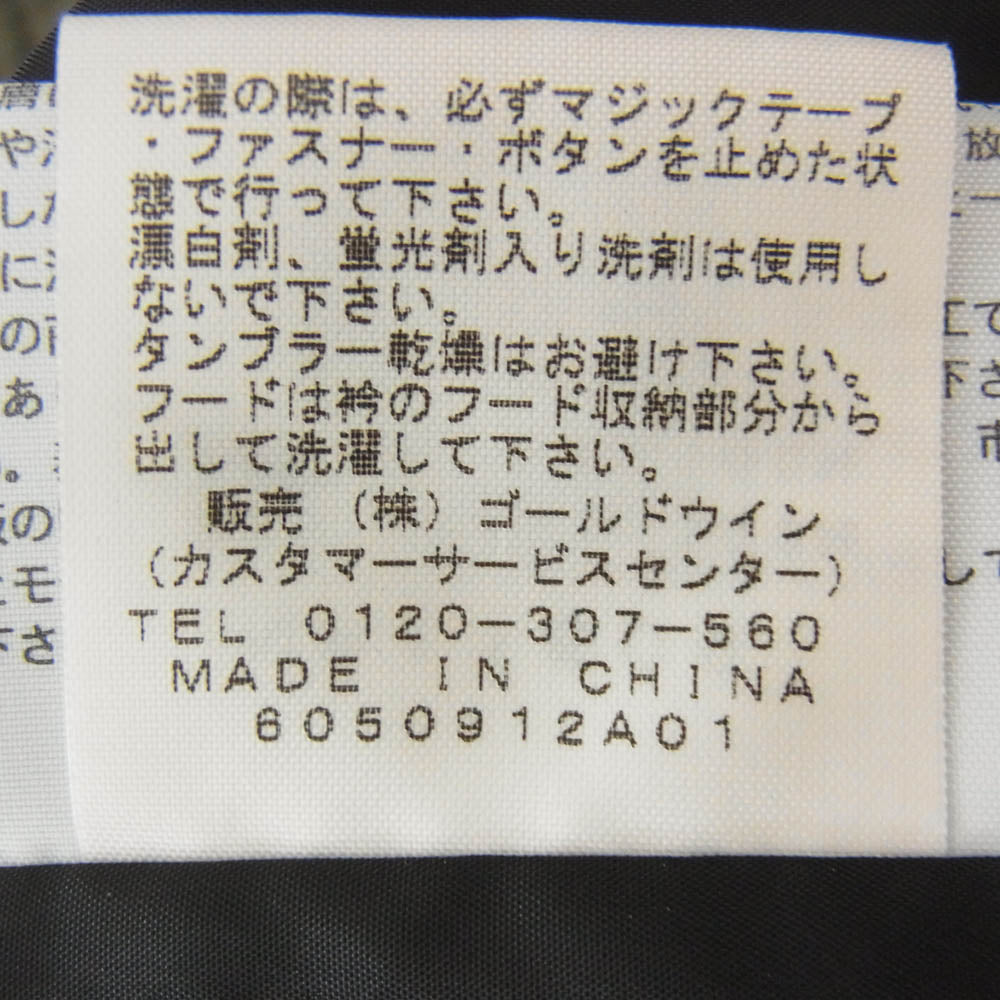 洗濯の際は、必ずマジックテープ
・ファスナー・ボタンを止めた状
態で行って下さい。
漂白剤、蛍光剤入り洗剤は使用し
ないで下さい。
タンブラー乾燥はお避け下さい。
フードは衿のフード収納部分から
出して洗濯して下さい。
販売 （株）ゴールドウイン
（カスタマーサービスセンター）
TEL 0120-307-560
MADE IN CHINA
6050912A01